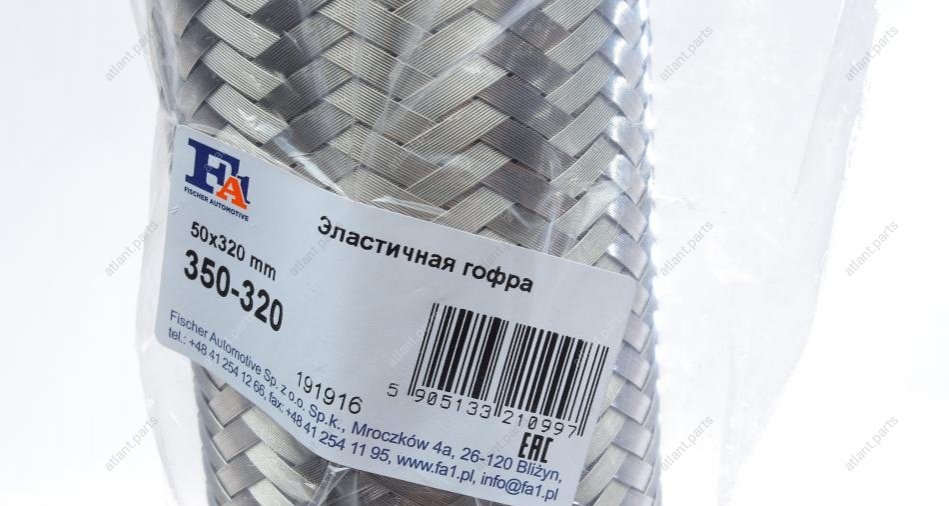 FA1
FISCHER AUTOMOTIVE
Эластичная гофра
50x320 mm
350-320
191916
5 905133 210997
EAC
Fischer Automotive Sp. z o.o. Sp.k., Mroczków 4a, 26-120 Bliżyn,
tel.: +48 41 254 12 66, fax: +48 41 254 11 95, www.fa1.pl, info@fa1.pl
atlant.parts